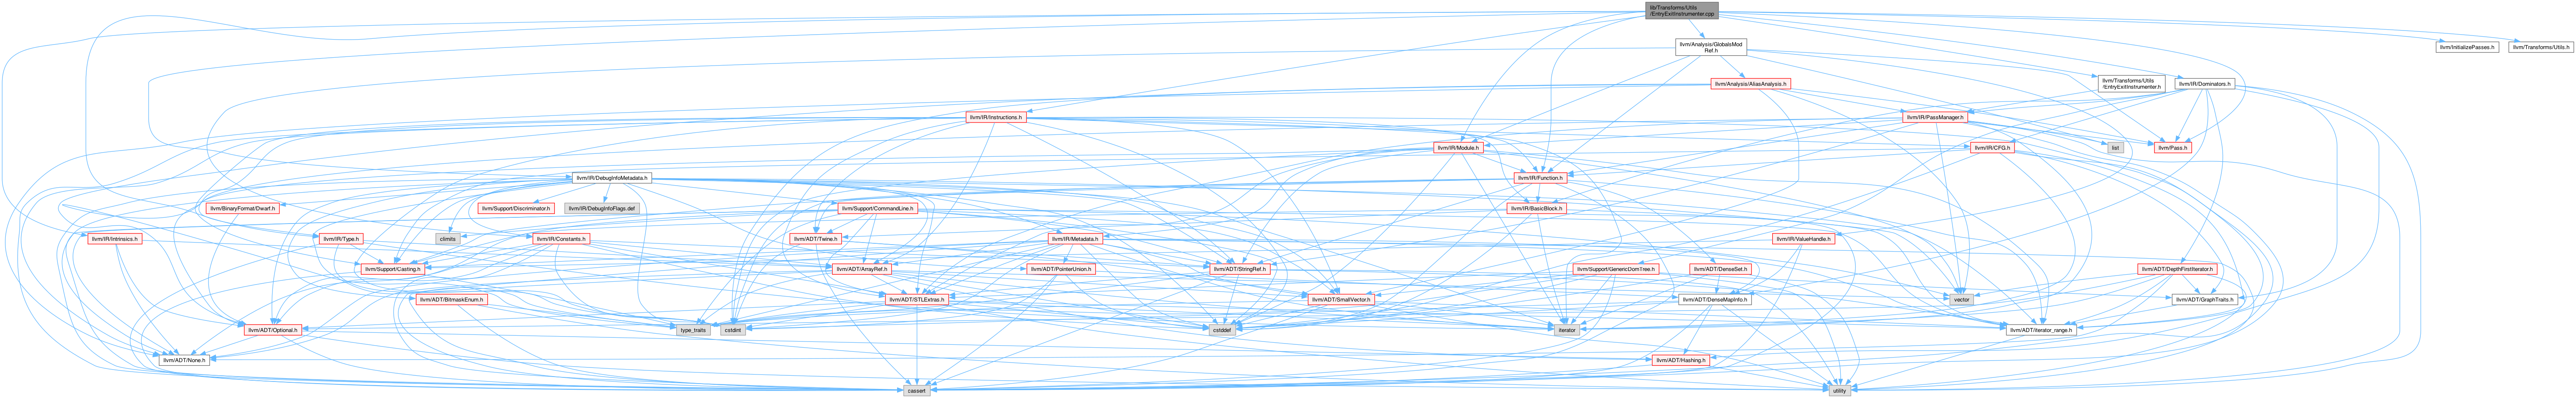 lib/Transforms/Utils
/EntryExitInstrumenter.cpp
llvm/Analysis/GlobalsMod
Ref.h
llvm/InitializePasses.h
llvm/Transforms/Utils.h
llvm/Analysis/AliasAnalysis.h
llvm/Transforms/Utils
/EntryExitInstrumenter.h
llvm/IR/Dominators.h
llvm/IR/Instructions.h
llvm/IR/PassManager.h
llvm/IR/Module.h
llvm/IR/CFG.h
list
llvm/Pass.h
llvm/IR/DebugInfoMetadata.h
llvm/IR/Function.h
llvm/BinaryFormat/Dwarf.h
llvm/Support/Discriminator.h
llvm/IR/DebugInfoFlags.def
llvm/Support/CommandLine.h
llvm/IR/BasicBlock.h
llvm/IR/Intrinsics.h
llvm/IR/Type.h
climits
llvm/IR/Constants.h
llvm/ADT/Twine.h
llvm/IR/Metadata.h
llvm/IR/ValueHandle.h
llvm/Support/Casting.h
llvm/ADT/ArrayRef.h
llvm/ADT/PointerUnion.h
llvm/ADT/StringRef.h
llvm/Support/GenericDomTree.h
llvm/ADT/DenseSet.h
llvm/ADT/DepthFirstIterator.h
llvm/ADT/BitmaskEnum.h
llvm/ADT/STLExtras.h
llvm/ADT/SmallVector.h
llvm/ADT/DenseMapInfo.h
vector
llvm/ADT/GraphTraits.h
llvm/ADT/Optional.h
type_traits
cstdint
cstddef
iterator
llvm/ADT/iterator_range.h
llvm/ADT/None.h
llvm/ADT/Hashing.h
cassert
utility